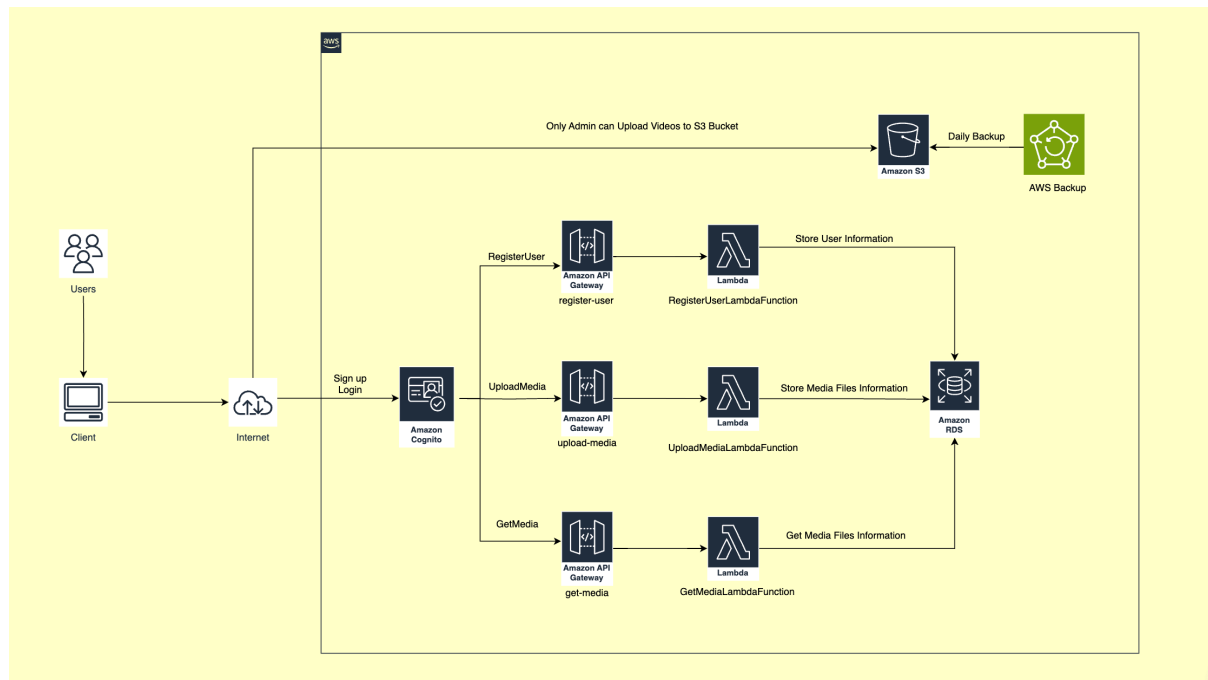 aws
Only Admin can Upload Videos to S3 Bucket
Amazon S3
Daily Backup
AWS Backup
Users
Client
Internet
Sign up
Login
Amazon
Cognito
RegisterUser
Amazon API
Gateway
register-user
Lambda
RegisterUserLambdaFunction
Store User Information
UploadMedia
Amazon API
Gateway
upload-media
Lambda
UploadMediaLambdaFunction
Store Media Files Information
Amazon
RDS
GetMedia
Amazon API
Gateway
get-media
Lambda
GetMediaLambdaFunction
Get Media Files Information